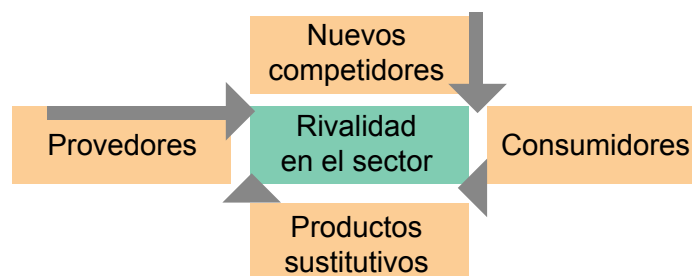 Nuevos
competidores
Provedores
Rivalidad
en el sector
Consumidores
Productos
sustitutivos